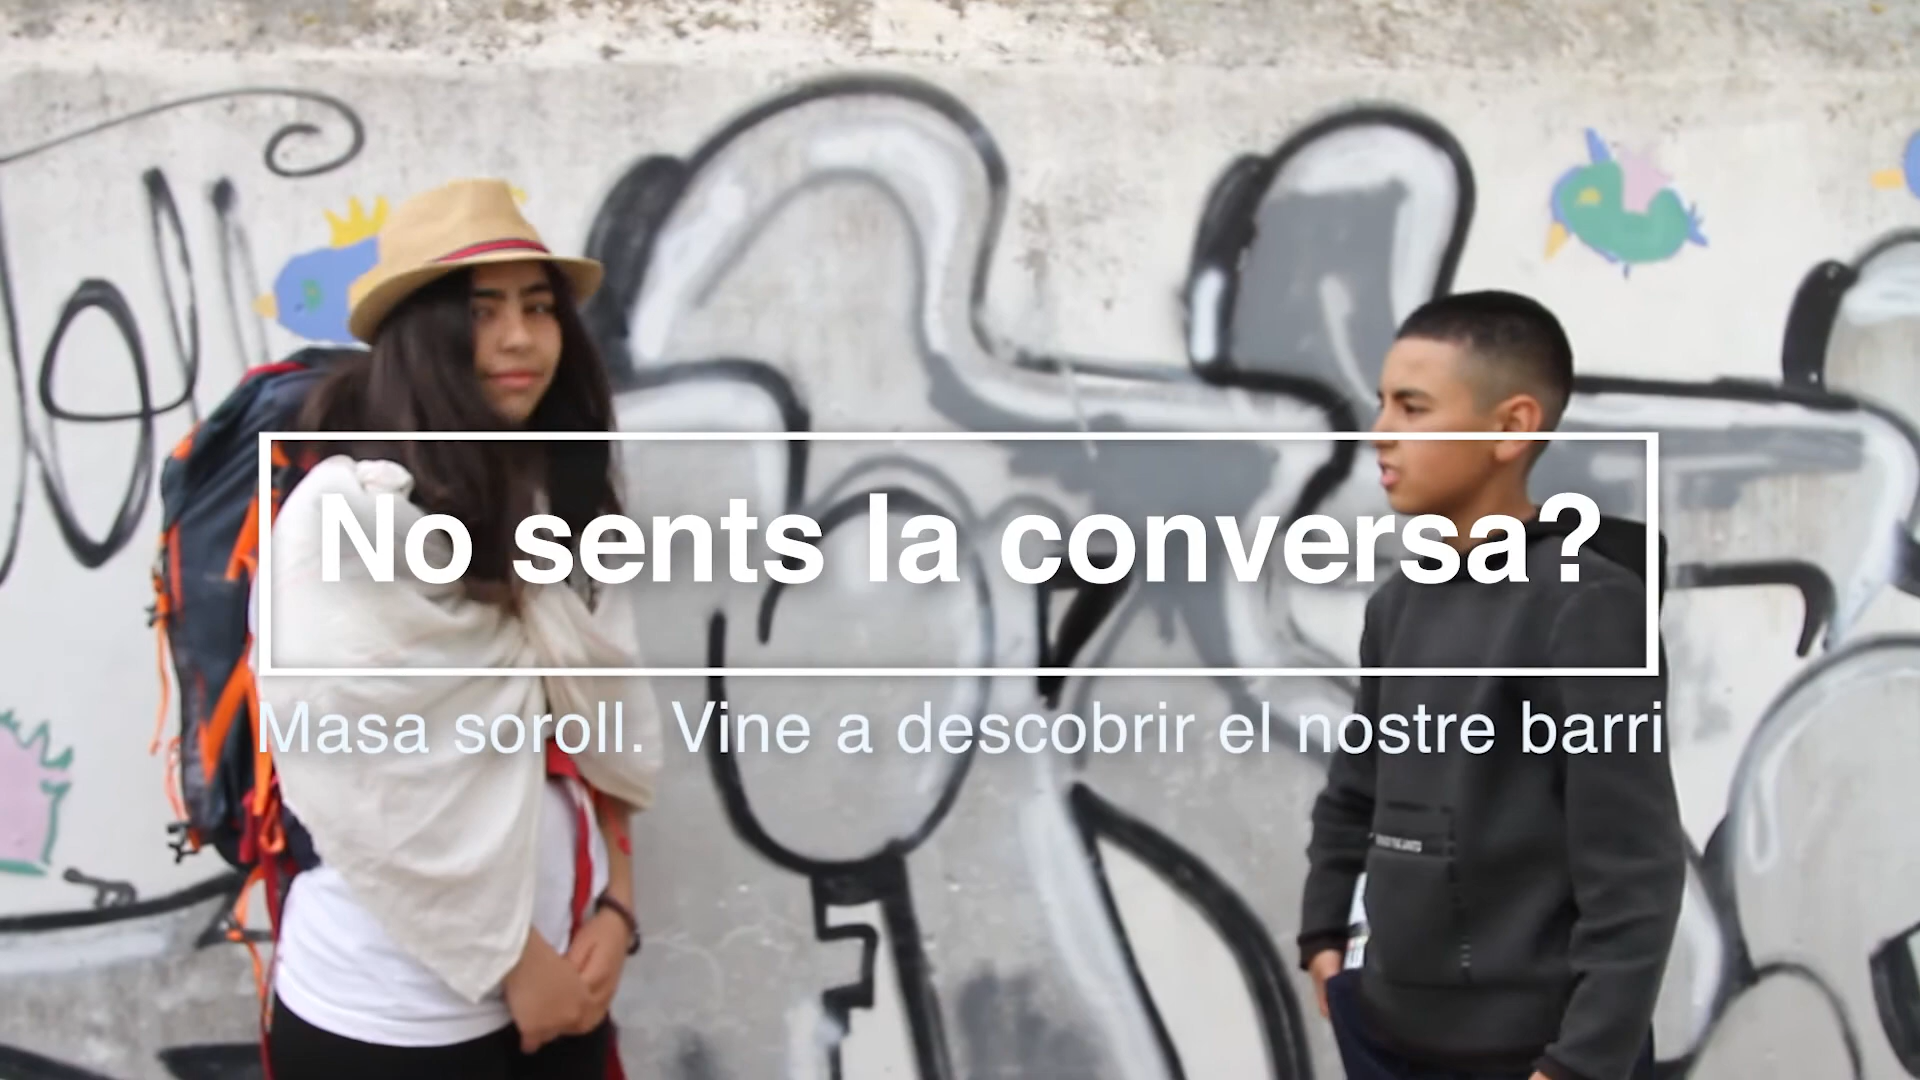 No sents la conversa?
Masa soroll. Vine a descobrir el nostre barri